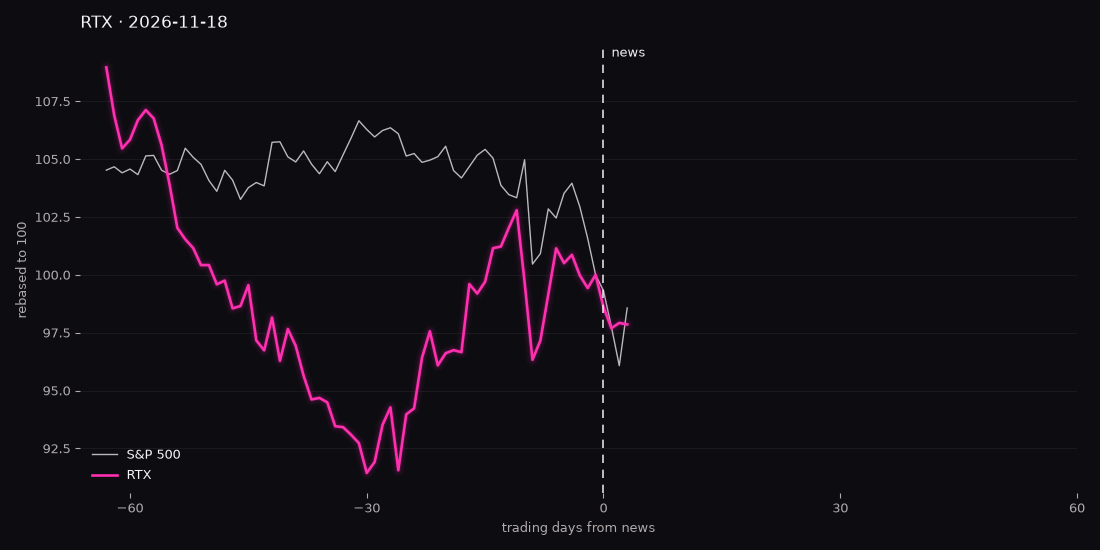 RTX · 2026-11-18
news
107.5
105.0
102.5
100.0
97.5
95.0
92.5
rebased to 100
S&P 500
RTX
−60
−30
0
30
60
trading days from news